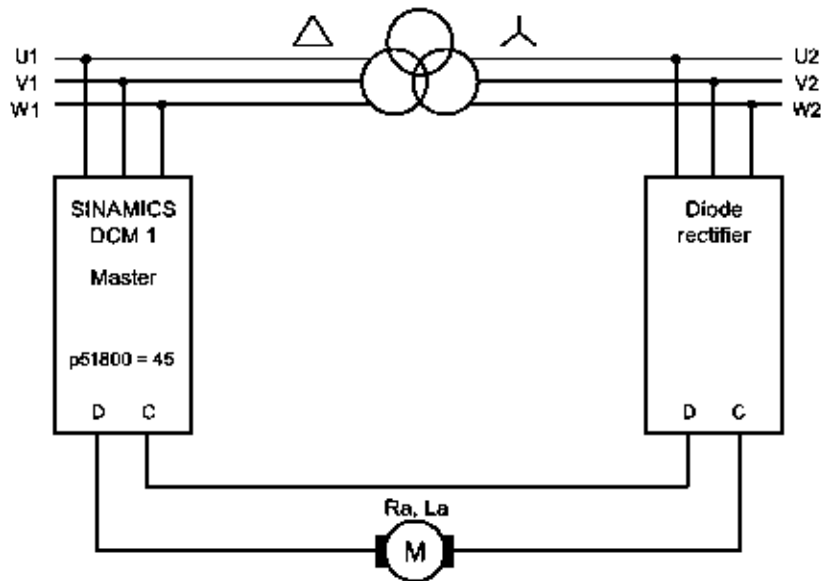 U1
U2
V1
V2
W1
W2
SINAMICS
DCM 1
Master
p51800 = 45
D C
Diode
rectifier
D C
Ra, La
M